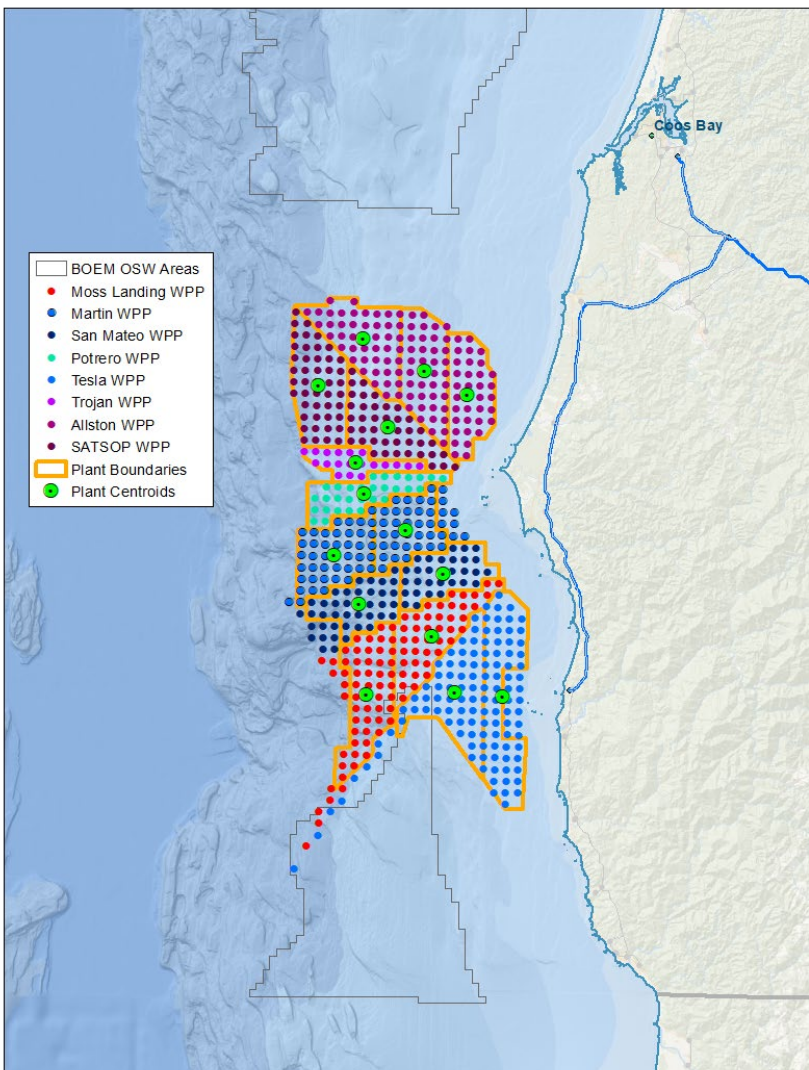 Coos Bay
BOEM OSW Areas
Moss Landing WPP
Martin WPP
San Mateo WPP
Potrero WPP
Tesla WPP
Trojan WPP
Allston WPP
SATSOP WPP
Plant Boundaries
Plant Centroids